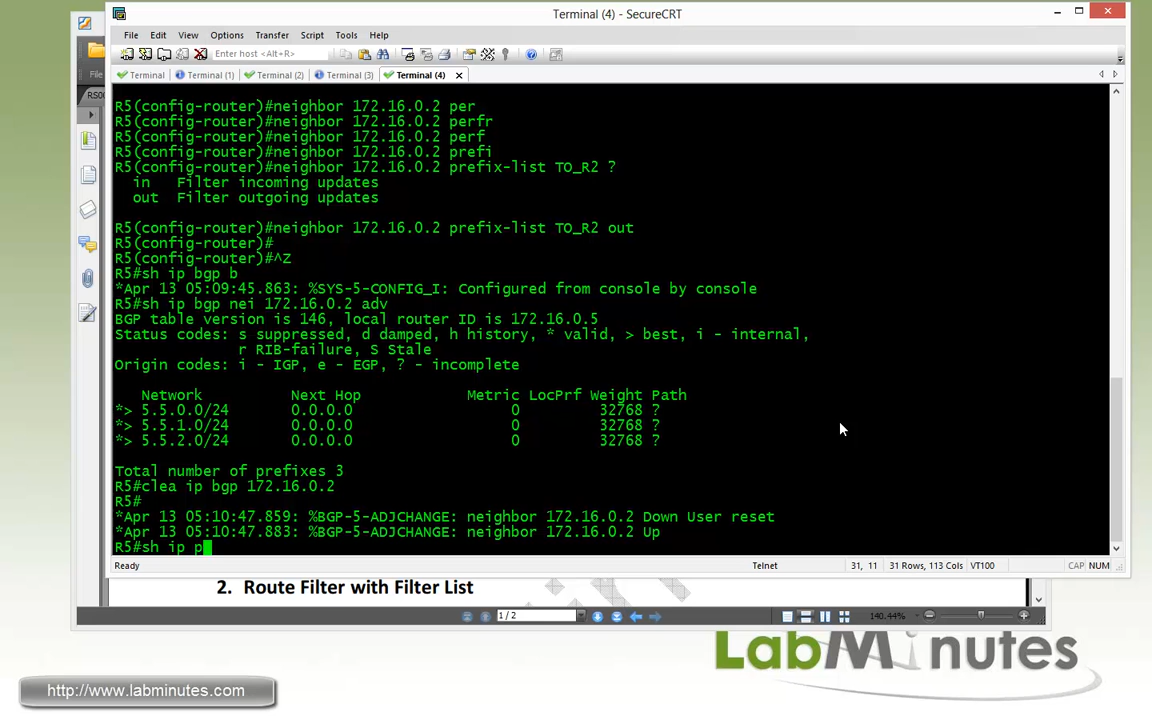 Terminal (4) - SecureCRT
File Edit View Options Transfer Script Tools Help
Enter host <Alt+R>
Terminal Terminal (1) Terminal (2) Terminal (3) Terminal (4)
File
RS00
R5(config-router)#neighbor 172.16.0.2 per
R5(config-router)#neighbor 172.16.0.2 perfr
R5(config-router)#neighbor 172.16.0.2 perf
R5(config-router)#neighbor 172.16.0.2 prefi
R5(config-router)#neighbor 172.16.0.2 prefix-list TO_R2 ?
in Filter incoming updates
out Filter outgoing updates
R5(config-router)#neighbor 172.16.0.2 prefix-list TO_R2 out
R5(config-router)#
R5(config-router)#^Z
R5#sh ip bgp b
*Apr 13 05:09:45.863: %SYS-5-CONFIG_I: Configured from console by console
R5#sh ip bgp nei 172.16.0.2 adv
BGP table version is 146, local router ID is 172.16.0.5
Status codes: s suppressed, d damped, h history, * valid, > best, i - internal,
r RIB-failure, S Stale
Origin codes: i - IGP, e - EGP, ? - incomplete
Network Next Hop Metric LocPrf Weight Path
*> 5.5.0.0/24 0.0.0.0 0 32768 ?
*> 5.5.1.0/24 0.0.0.0 0 32768 ?
*> 5.5.2.0/24 0.0.0.0 0 32768 ?
Total number of prefixes 3
R5#clea ip bgp 172.16.0.2
R5#
*Apr 13 05:10:47.859: %BGP-5-ADJCHANGE: neighbor 172.16.0.2 Down User reset
*Apr 13 05:10:47.883: %BGP-5-ADJCHANGE: neighbor 172.16.0.2 Up
R5#sh ip p
Ready Telnet 31, 11 31 Rows, 113 Cols VT100 CAP NUM
2. Route Filter with Filter List
1 / 2 140.44%
LabMinutes
http://www.labminutes.com